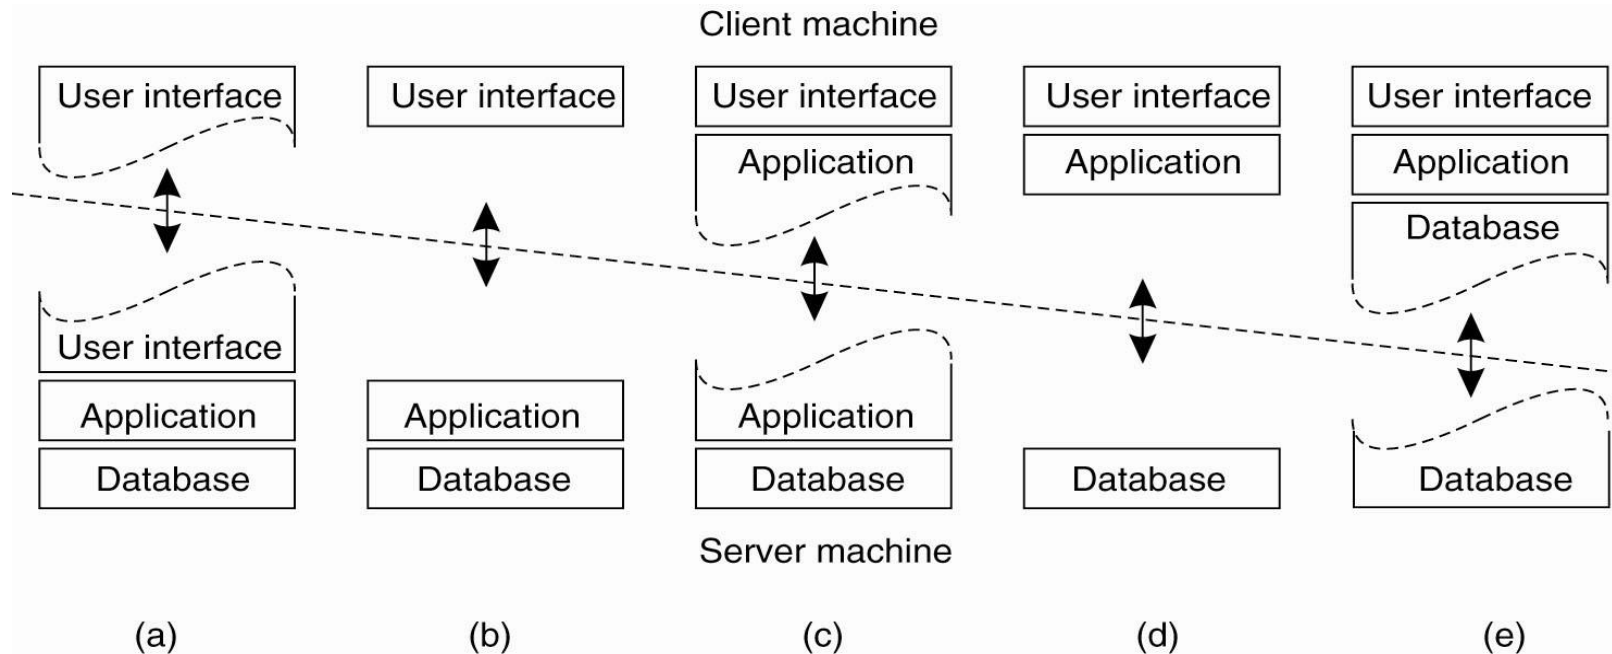 Client machine
User interface User interface User interface User interface User interface
Application Application Application
Database
User interface
Application Application Application
Database Database Database Database Database
Server machine
(a) (b) (c) (d) (e)